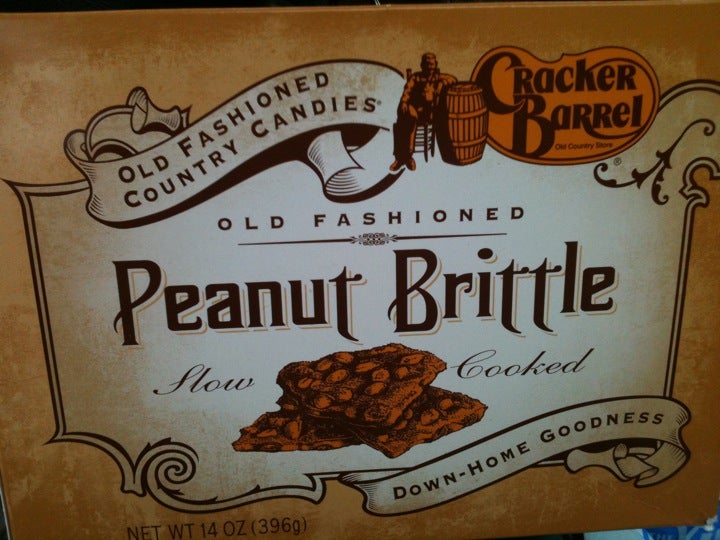 OLD FASHIONED
COUNTRY CANDIES®
CRACKER
BARREL
Old Country Store
®
OLD FASHIONED
Peanut Brittle
Slow Cooked
DOWN-HOME GOODNESS
NET WT 14 OZ (396g)